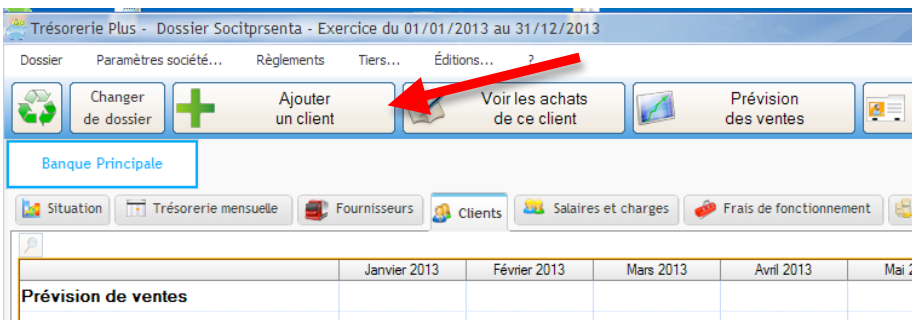 Trésorerie Plus - Dossier Socitprsenta - Exercice du 01/01/2013 au 31/12/2013
Dossier Paramètres société... Règlements Tiers... Éditions... ?
Changer de dossier
Ajouter un client
Voir les achats de ce client
Prévision des ventes
Banque Principale
Situation Trésorerie mensuelle Fournisseurs Clients Salaires et charges Frais de fonctionnement
Janvier 2013 Février 2013 Mars 2013 Avril 2013 Mai
Prévision de ventes